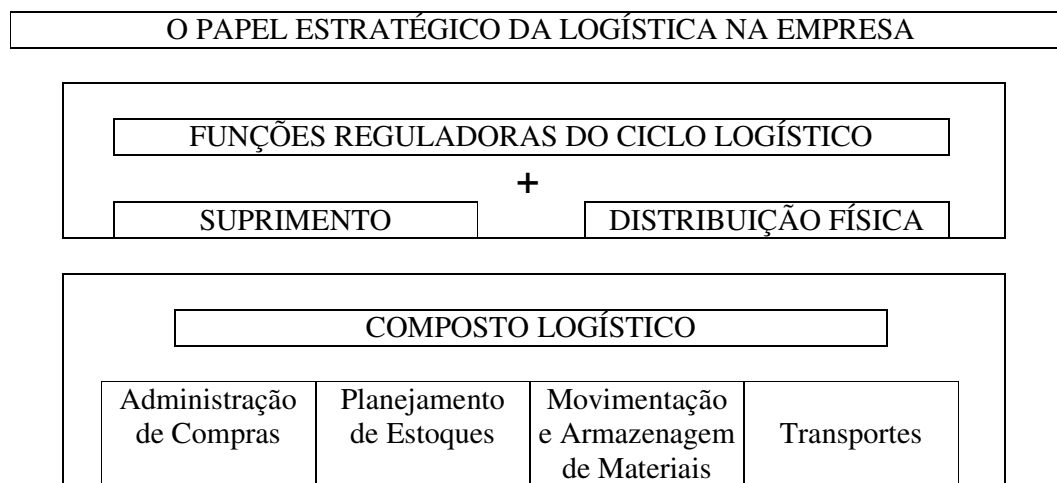 O PAPEL ESTRATÉGICO DA LOGÍSTICA NA EMPRESA
FUNÇÕES REGULADORAS DO CICLO LOGÍSTICO
+
SUPRIMENTO
DISTRIBUIÇÃO FÍSICA
COMPOSTO LOGÍSTICO
Administração
de Compras
Planejamento
de Estoques
Movimentação
e Armazenagem
de Materiais
Transportes